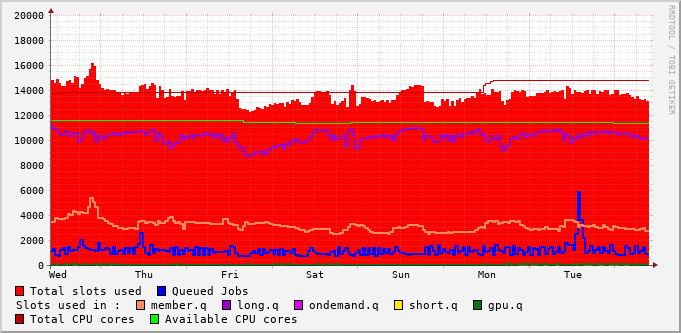 RRDTOOL / TOBI OETIKER
20000
18000
16000
14000
12000
10000
8000
6000
4000
2000
0
Wed Thu Fri Sat Sun Mon Tue
Total slots used Queued Jobs
Slots used in : member.q long.q ondemand.q short.q gpu.q
Total CPU cores Available CPU cores